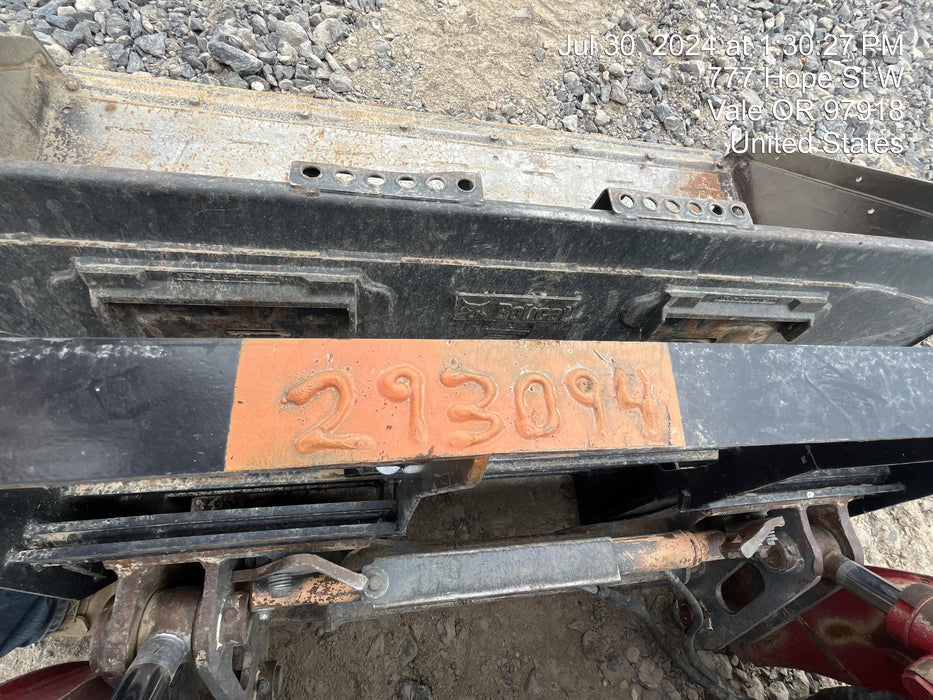 Jul 30, 2024 at 1:30:27 PM
777 Hope St W
Vale OR 97918
United States
Bobcat
293094